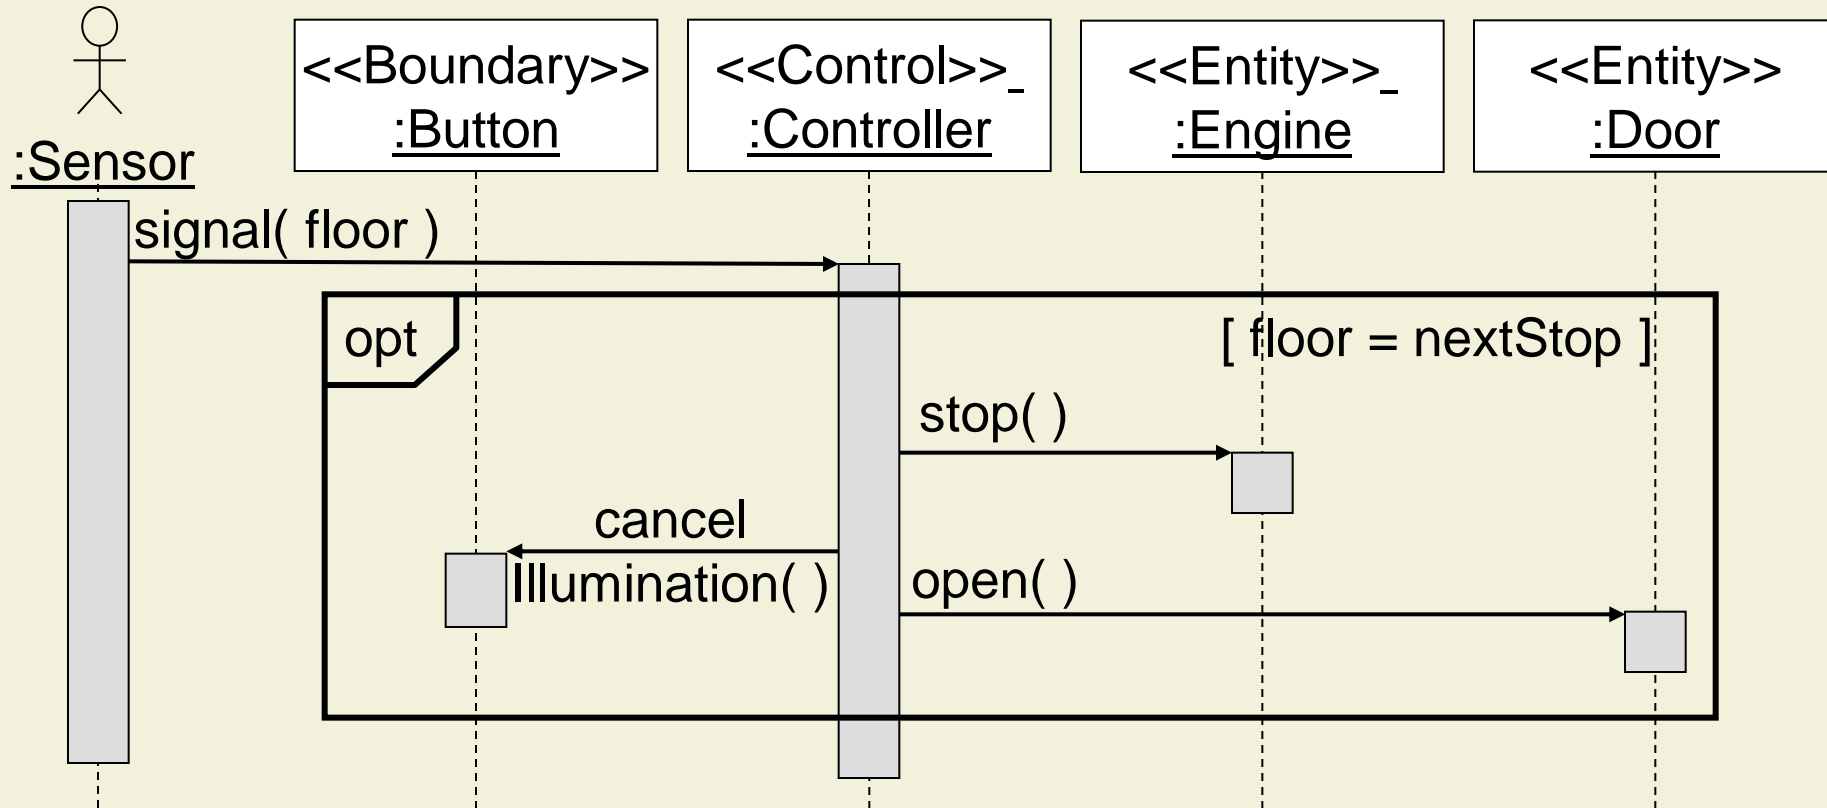 :Sensor
<<Boundary>>
:Button
<<Control>>
:Controller
<<Entity>>
:Engine
<<Entity>>
:Door
signal( floor )
opt
[ floor = nextStop ]
stop( )
cancel
Illumination( )
open( )